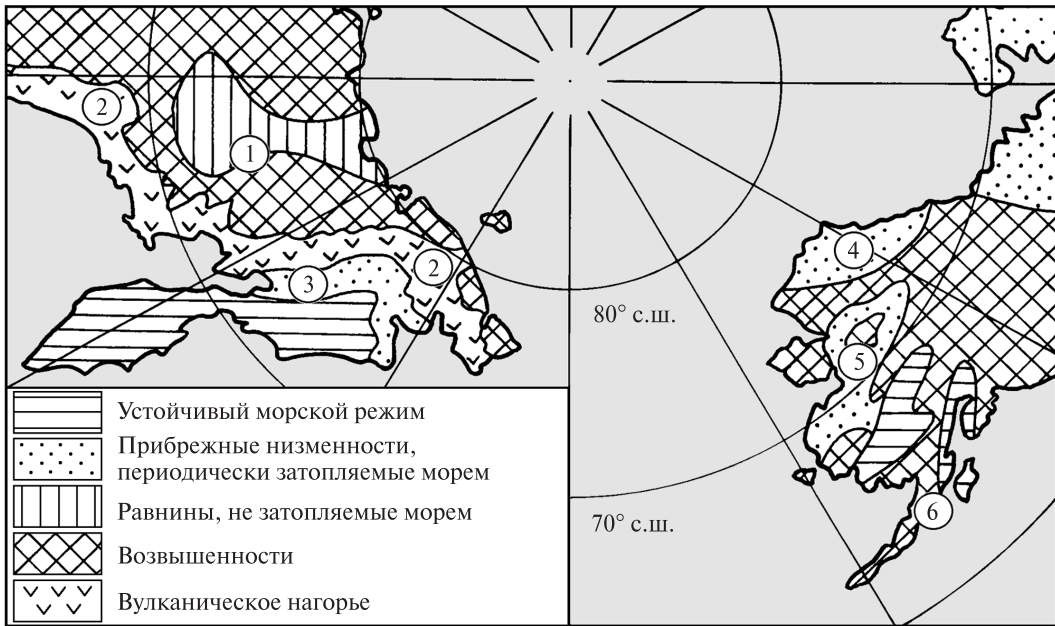 2
1
3
2
4
5
6
80° с.ш.
70° с.ш.
Устойчивый морской режим
Прибрежные низменности,
периодически затопляемые морем
Равнины, не затопляемые морем
Возвышенности
Вулканическое нагорье